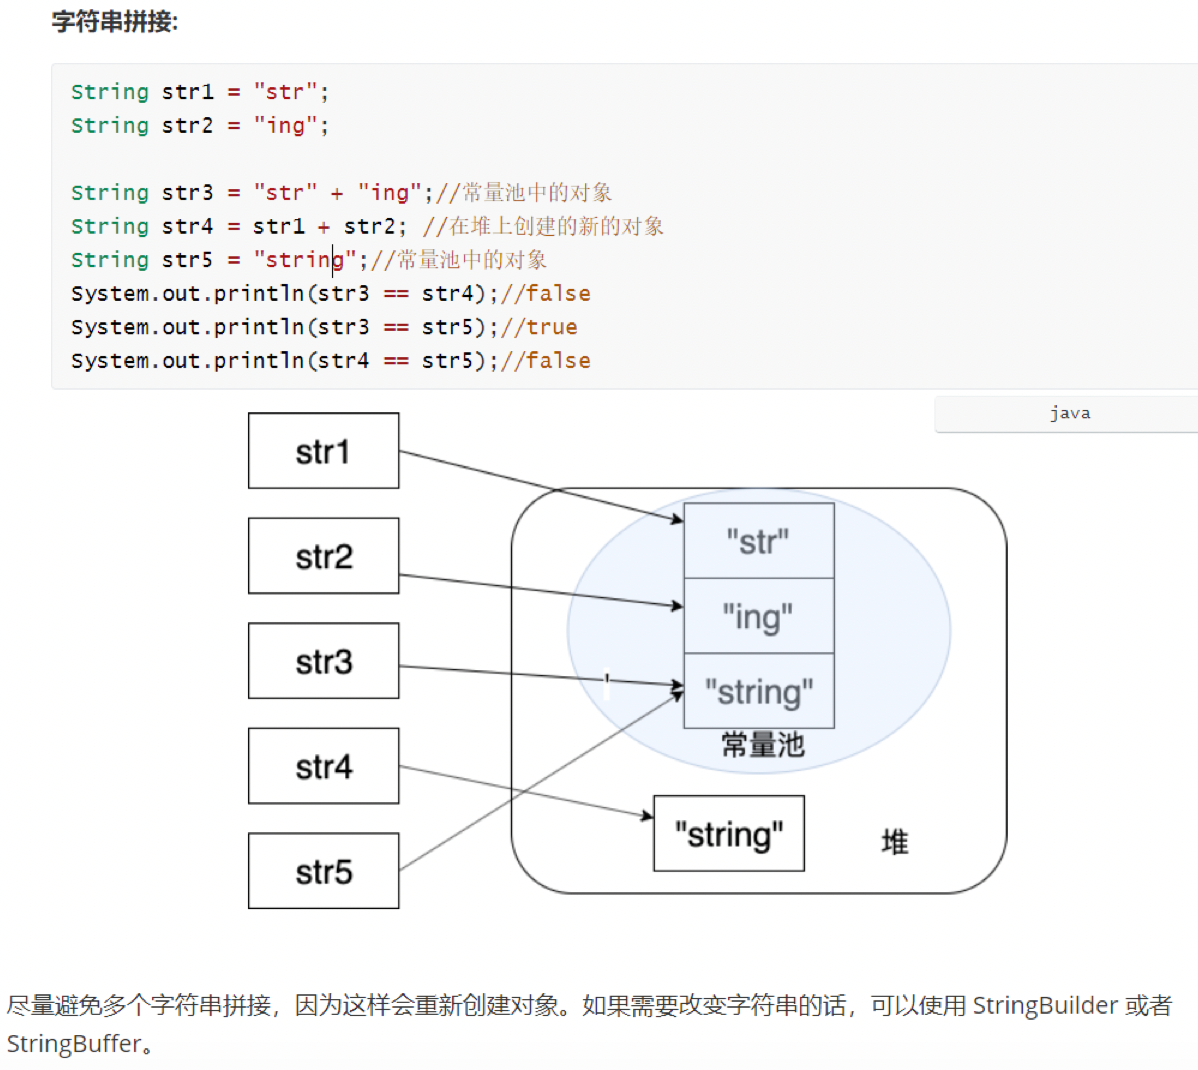 字符串拼接:
String str1 = "str";
String str2 = "ing";
String str3 = "str" + "ing";//常量池中的对象
String str4 = str1 + str2; //在堆上创建的新的对象
String str5 = "string";//常量池中的对象
System.out.println(str3 == str4);//false
System.out.println(str3 == str5);//true
System.out.println(str4 == str5);//false
java
str1
str2
str3
str4
str5
"str"
"ing"
"string"
常量池
"string"
堆
尽量避免多个字符串拼接，因为这样会重新创建对象。如果需要改变字符串的话，可以使用 StringBuilder 或者
StringBuffer。